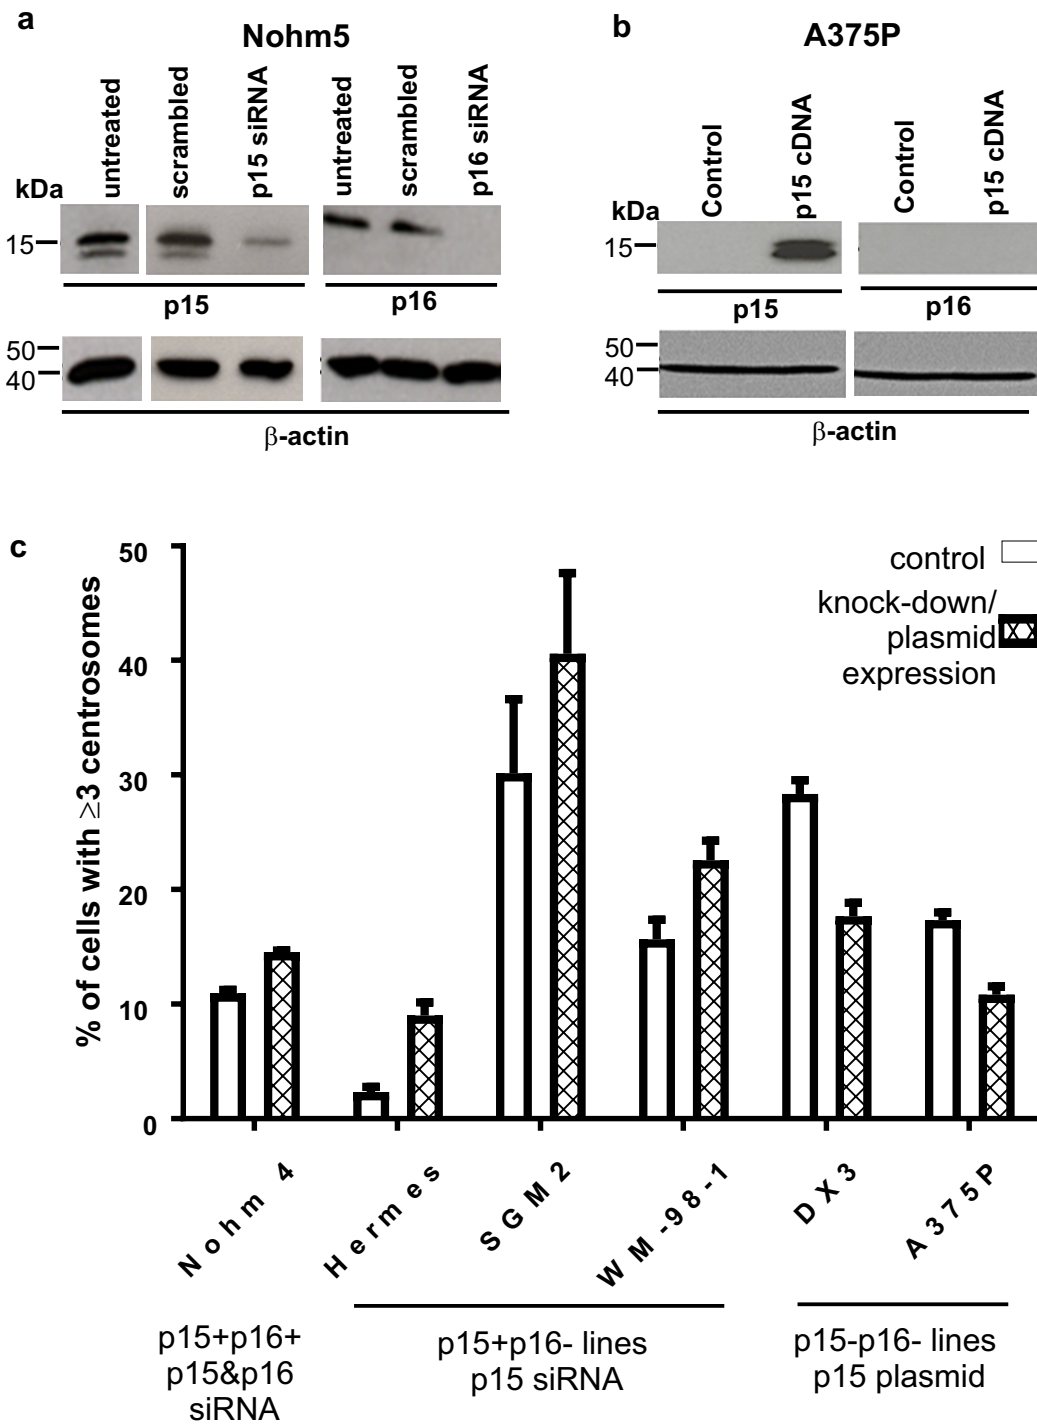 a
Nohm5
untreated
scrambled
p15 siRNA
untreated
scrambled
p16 siRNA
kDa
15
p15
p16
50
40
β-actin
b
A375P
Control
p15 cDNA
Control
p15 cDNA
kDa
15
p15
p16
50
40
β-actin
c
% of cells with ≥3 centrosomes
50
40
30
20
10
0
control
knock-down/
plasmid
expression
Nohm 4
Hermes
SGM2
WM-98-1
DX3
A375P
p15+p16+
p15&p16
siRNA
p15+p16- lines
p15 siRNA
p15-p16- lines
p15 plasmid